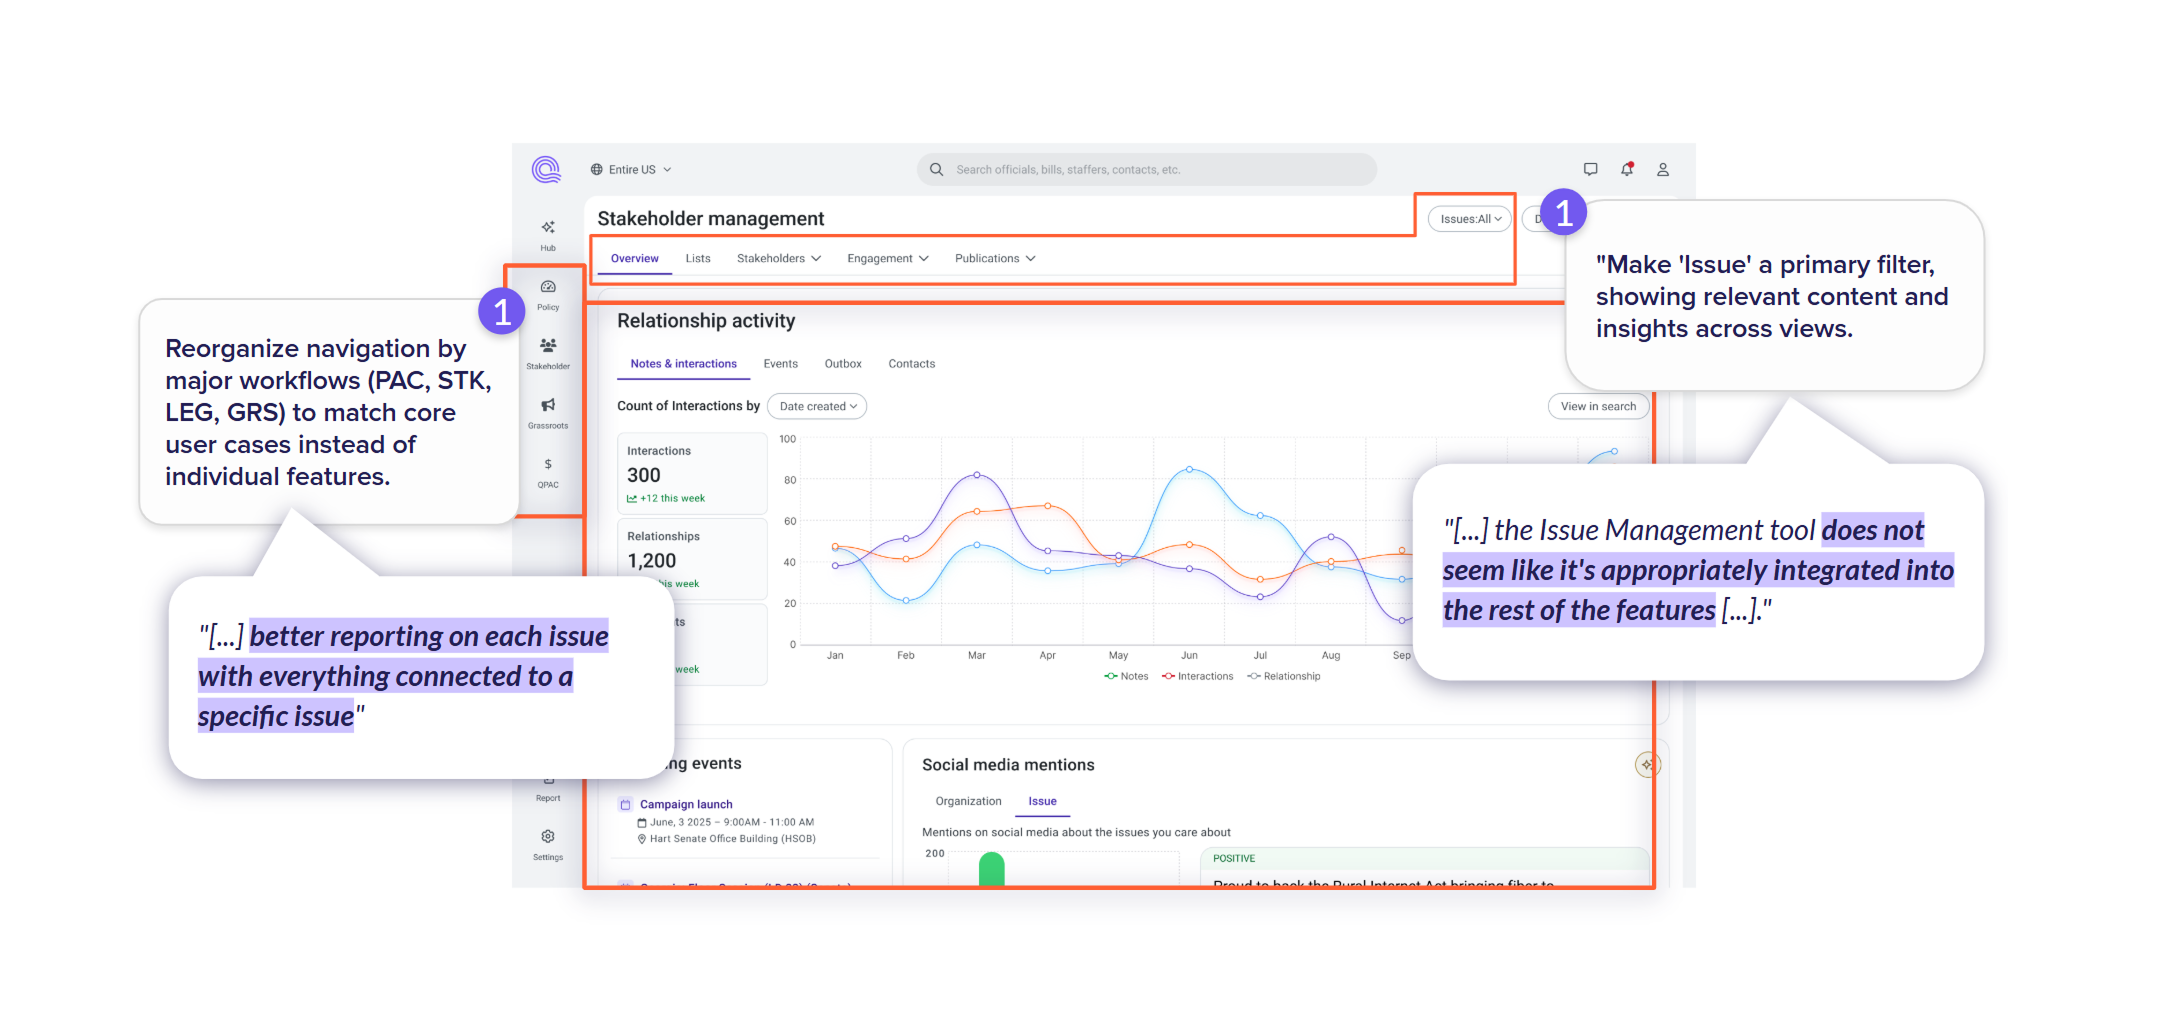 Entire US
Search officials, bills, staffers, contacts, etc.
Hub
Policy
Stakeholder
Grassroots
$
QPAC
Report
Settings
Stakeholder management
Issues:All
D
Overview Lists Stakeholders Engagement Publications
Relationship activity
Notes & interactions Events Outbox Contacts
Count of Interactions by Date created View in search
Interactions
300
+12 this week
Relationships
1,200
his week
ts
week
100
80
60
40
20
0
Jan Feb Mar Apr May Jun Jul Aug Sep
Notes Interactions Relationship
ng events
Campaign launch
June, 3 2025 – 9:00AM - 11:00 AM
Hart Senate Office Building (HSOB)
Social media mentions
Organization Issue
Mentions on social media about the issues you care about
200
POSITIVE
Proud to back the Rural Internet Act bringing fiber to
1
Reorganize navigation by
major workflows (PAC, STK,
LEG, GRS) to match core
user cases instead of
individual features.
"[...] better reporting on each issue
with everything connected to a
specific issue"
1
"Make 'Issue' a primary filter,
showing relevant content and
insights across views.
"[...] the Issue Management tool does not
seem like it's appropriately integrated into
the rest of the features [...]."